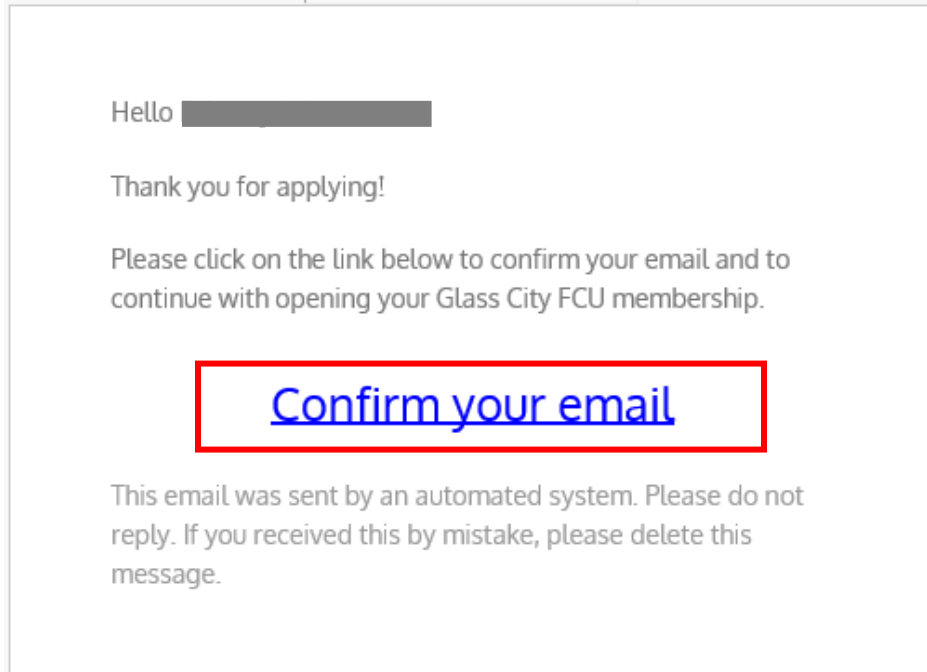 Hello
Thank you for applying!
Please click on the link below to confirm your email and to
continue with opening your Glass City FCU membership.
Confirm your email
This email was sent by an automated system. Please do not
reply. If you received this by mistake, please delete this
message.